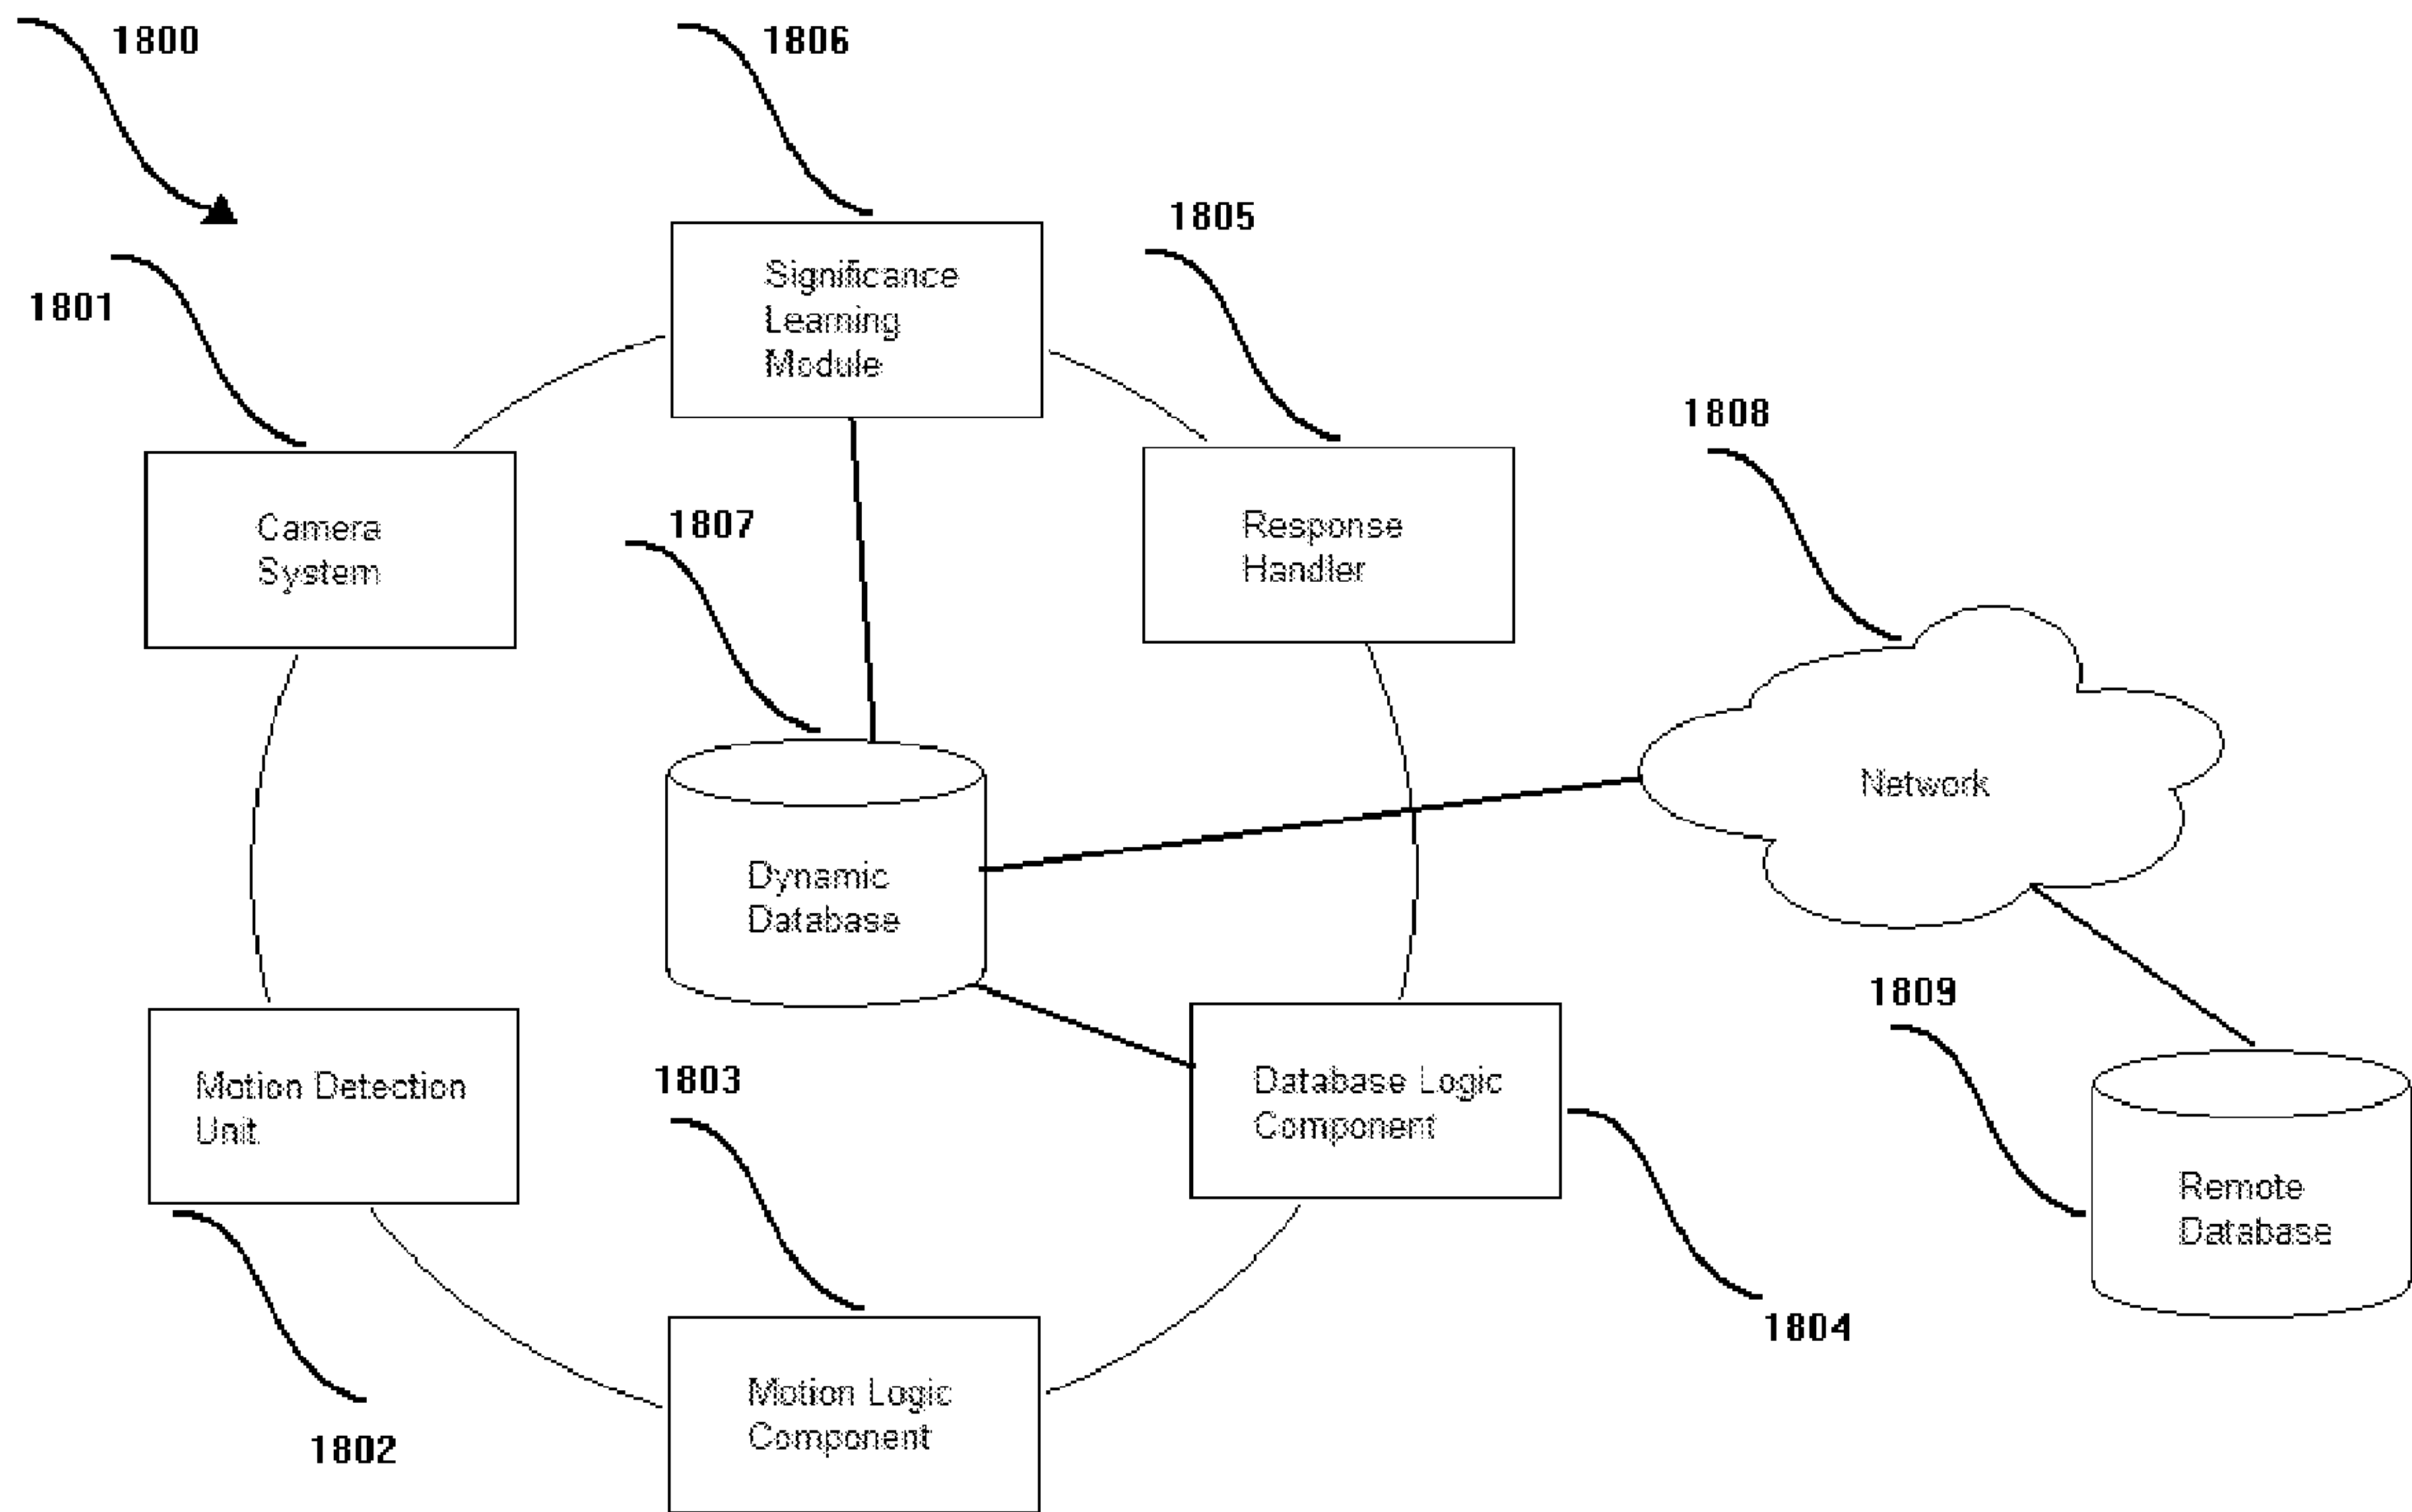 1800
1806
1805
1801
Significance
Learning
Module
1808
1807
Camera
System
Response
Handler
Network
Dynamic
Database
1809
1803
Motion Detection
Unit
Database Logic
Component
Remote
Database
1804
Motion Logic
Component
1802